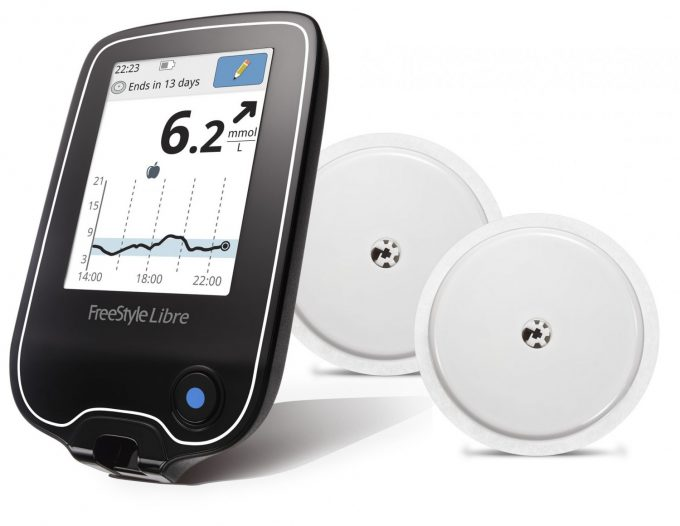 22:23
Ends in 13 days
6.2 mmol
L
21
15
9
3
14:00 18:00 22:00
FreeStyle Libre